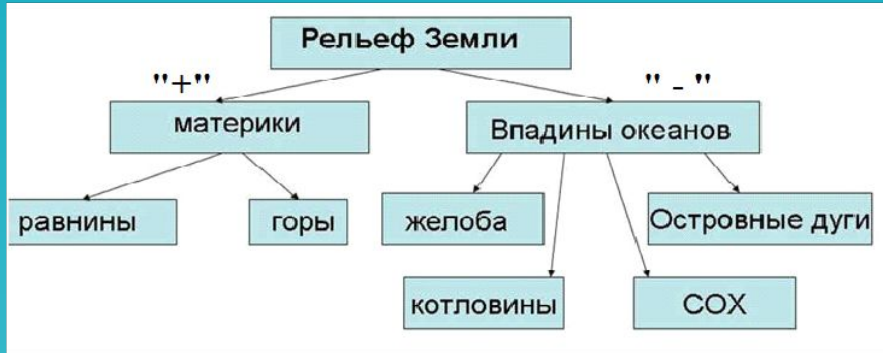 Рельеф Земли
"+"
" - "
материки
Впадины океанов
равнины
горы
желоба
Островные дуги
котловины
СОХ